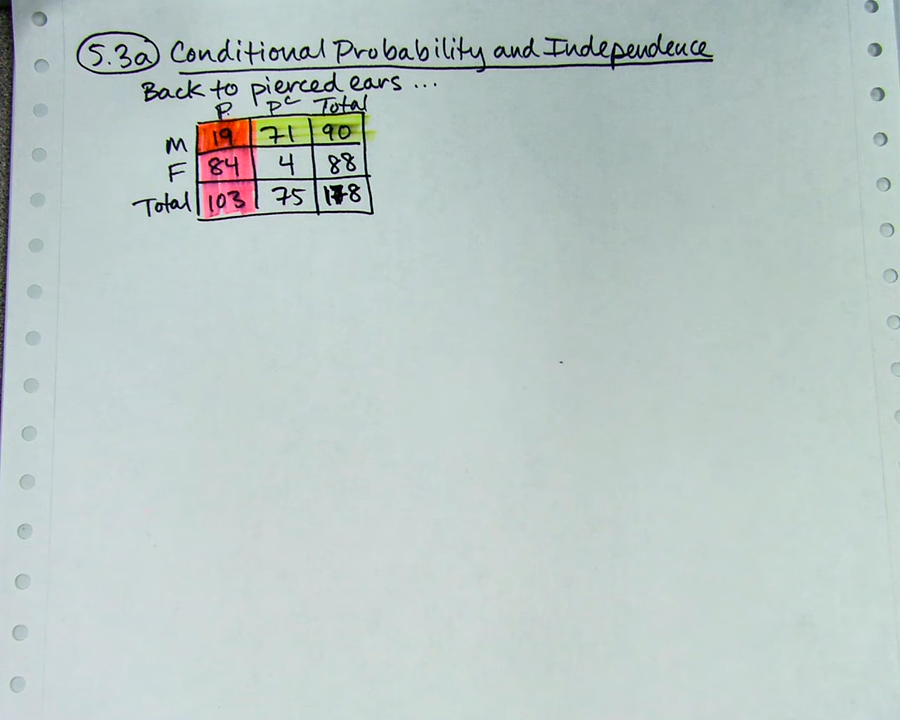 5.3a Conditional Probability and Independence
Back to pierced ears ...
P Pᶜ Total
M 19 71 90
F 84 4 88
Total 103 75 178